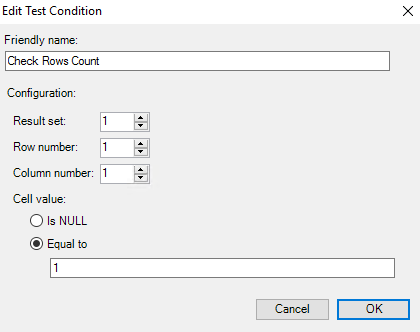 Edit Test Condition
Friendly name:
Check Rows Count
Configuration:
Result set: 1
Row number: 1
Column number: 1
Cell value:
Is NULL
Equal to
1
Cancel OK